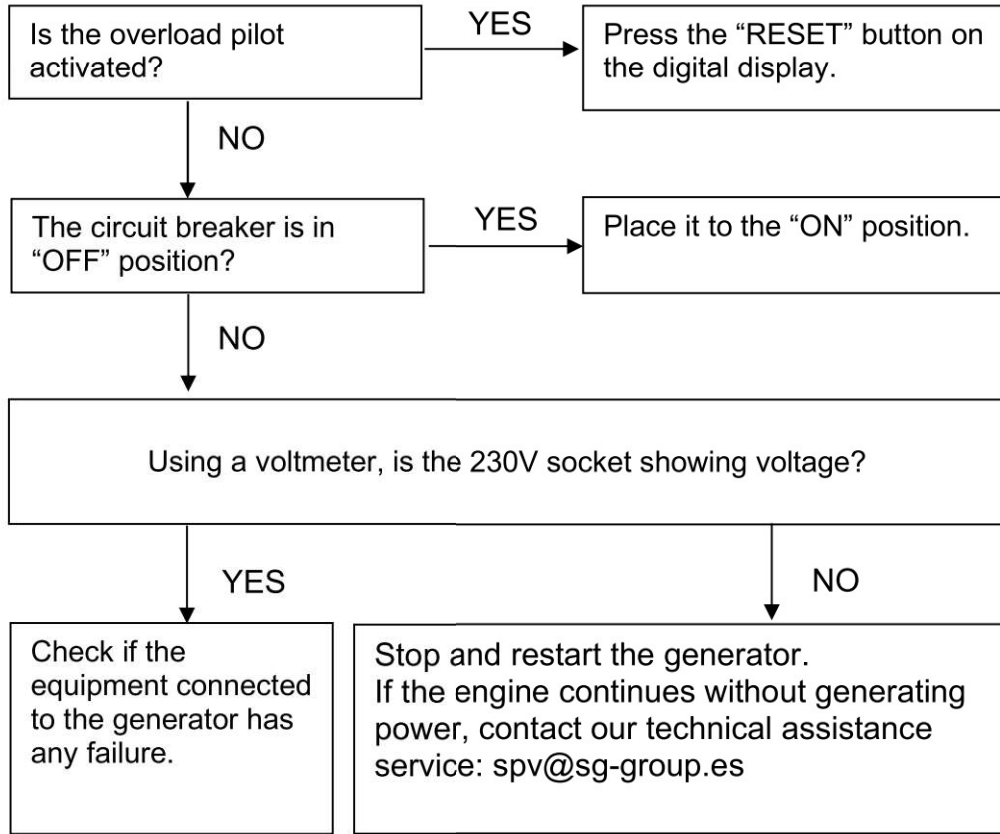 Is the overload pilot
activated?
YES
Press the “RESET” button on
the digital display.
NO
The circuit breaker is in
“OFF” position?
YES
Place it to the “ON” position.
NO
Using a voltmeter, is the 230V socket showing voltage?
YES
NO
Check if the
equipment connected
to the generator has
any failure.
Stop and restart the generator.
If the engine continues without generating
power, contact our technical assistance
service: spv@sg-group.es